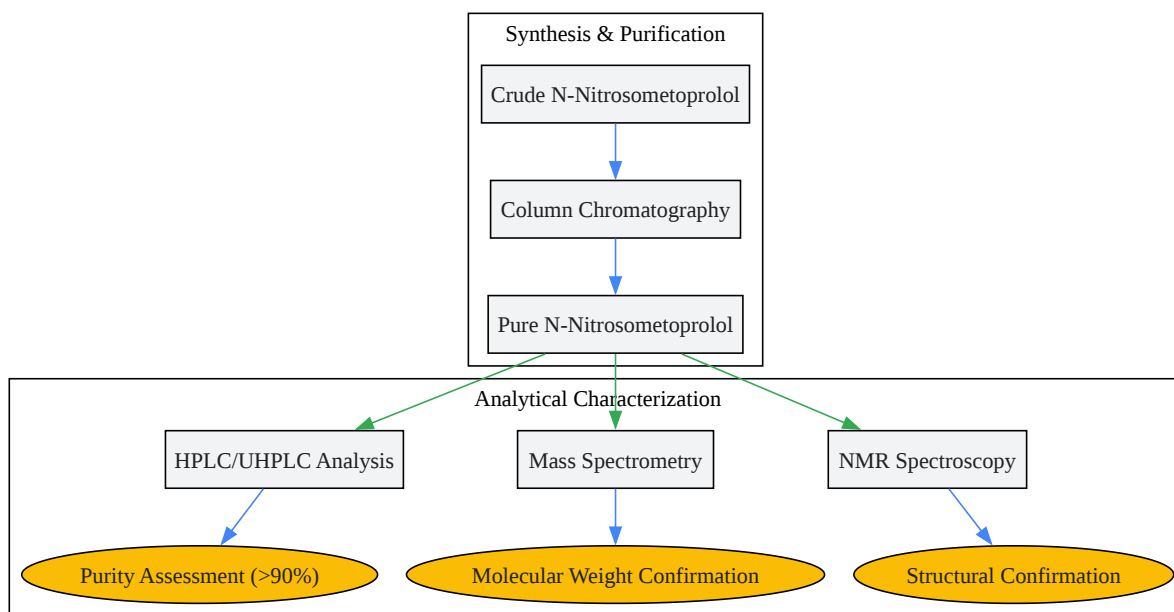 Synthesis & Purification
Crude N-Nitrosometoprolol
Column Chromatography
Pure N-Nitrosometoprolol
Analytical Characterization
HPLC/UHPLC Analysis
Mass Spectrometry
NMR Spectroscopy
Purity Assessment (>90%)
Molecular Weight Confirmation
Structural Confirmation